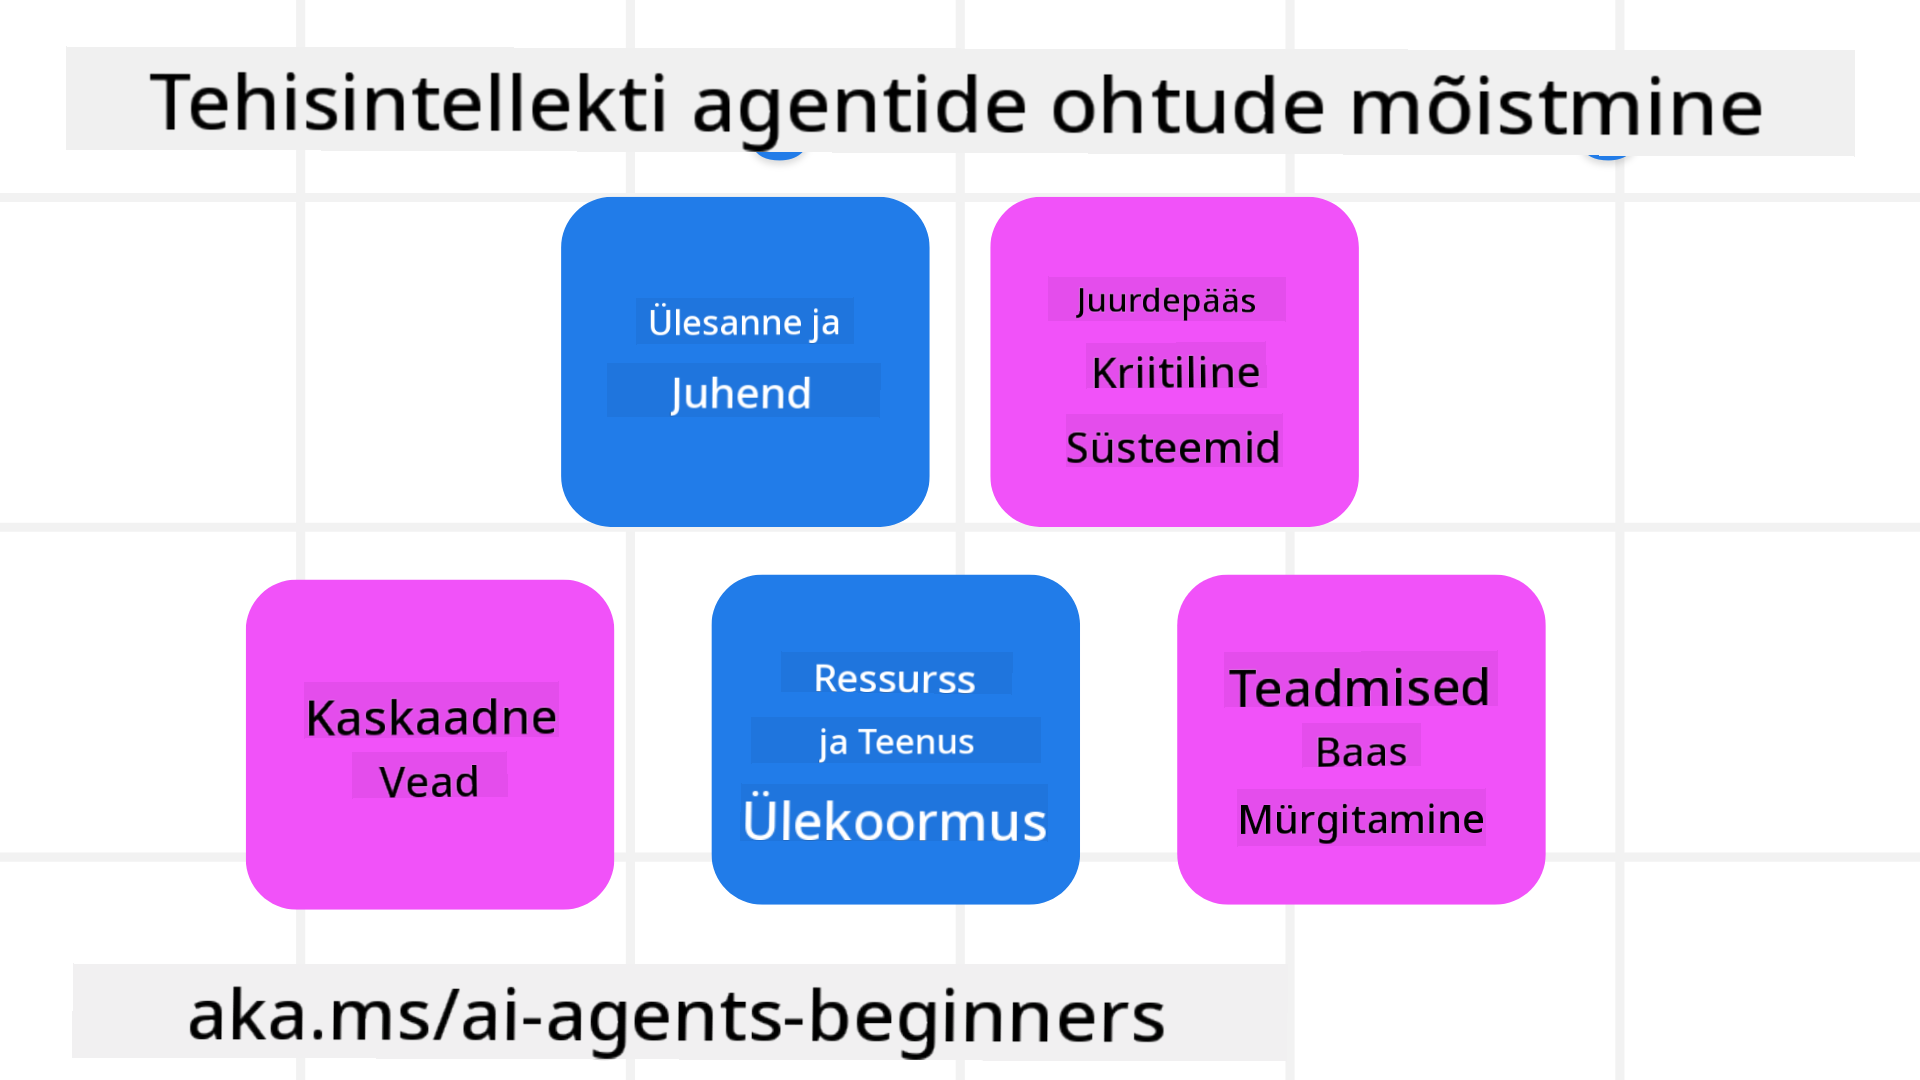 Tehisintellekti agentide ohtude mõistmine
Ülesanne ja
Juhend
Juurdepääs
Kriitiline
Süsteemid
Kaskaadne
Vead
Ressurss
ja Teenus
Ülekoormus
Teadmised
Baas
Mürgitamine
aka.ms/ai-agents-beginners